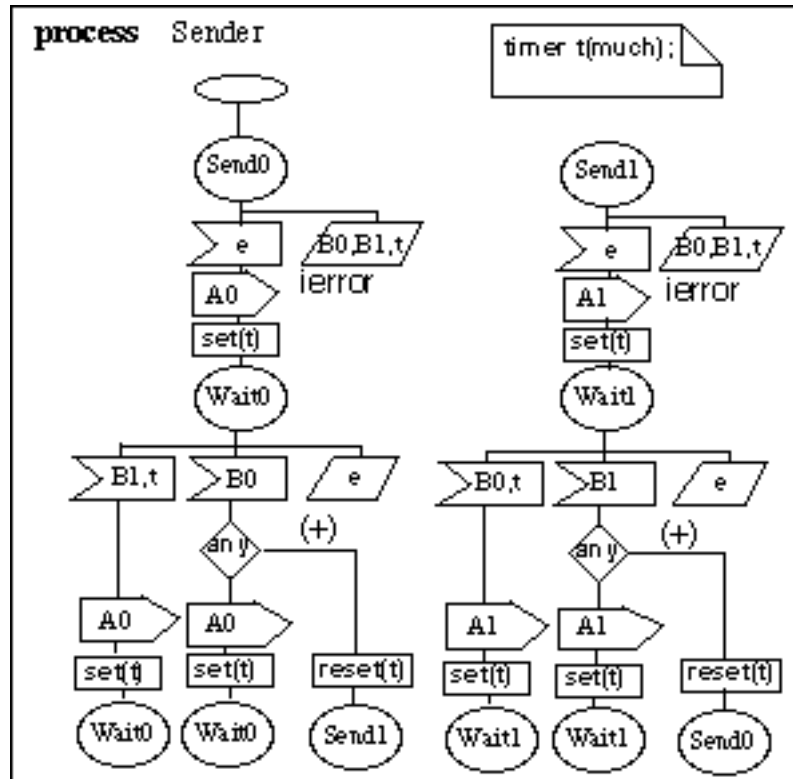 process Sender
timer t(much);
Send0
Send1
e
B0,B1,t
e
B0,B1,t
ierror
ierror
A0
A1
set(t)
set(t)
Wait0
Wait1
B1,t
B0
e
B0,t
B1
e
(+)
(+)
any
any
A0
A0
A1
A1
set(t)
set(t)
reset(t)
set(t)
set(t)
reset(t)
Wait0
Wait0
Send1
Wait1
Wait1
Send0